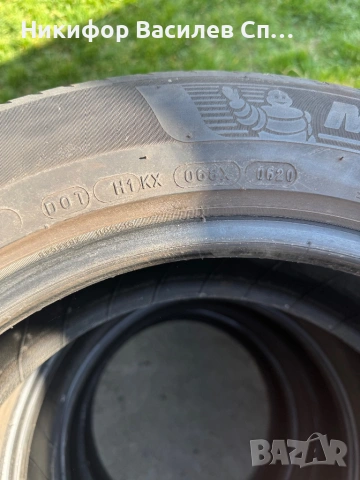 Никифор Василев Сп...
M
DOT H1KX 066X 0620
BAZAR